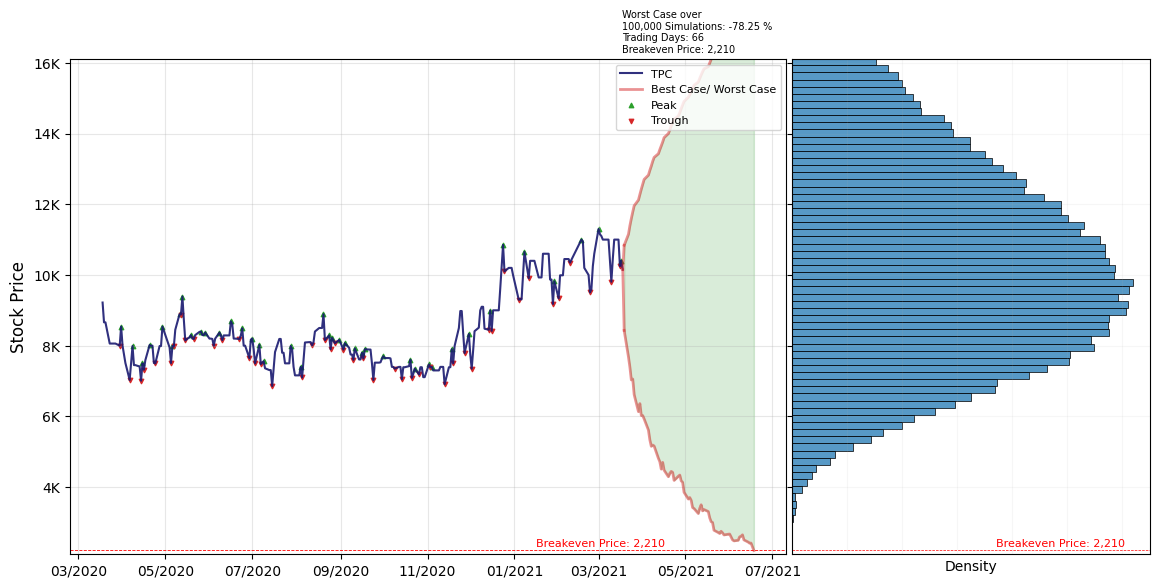 Worst Case over
100,000 Simulations: -78.25 %
Trading Days: 66
Breakeven Price: 2,210
16K
14K
12K
10K
8K
6K
4K
Stock Price
TPC
Best Case/ Worst Case
Peak
Trough
Breakeven Price: 2,210
Breakeven Price: 2,210
03/2020 05/2020 07/2020 09/2020 11/2020 01/2021 03/2021 05/2021 07/2021
Density